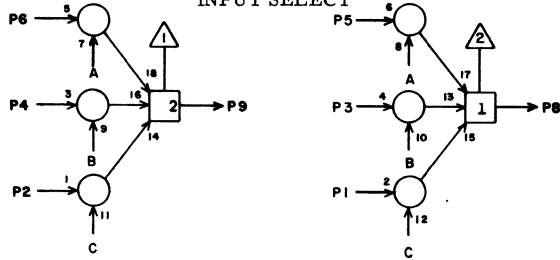 INPUT SELECT
P6 5 7 A 18 1
P4 3 9 B 16 2 P9
14
P2 1 11 C
P5 6 8 A 17 2
P3 4 10 B 13 1 P8
15
P1 2 12 C